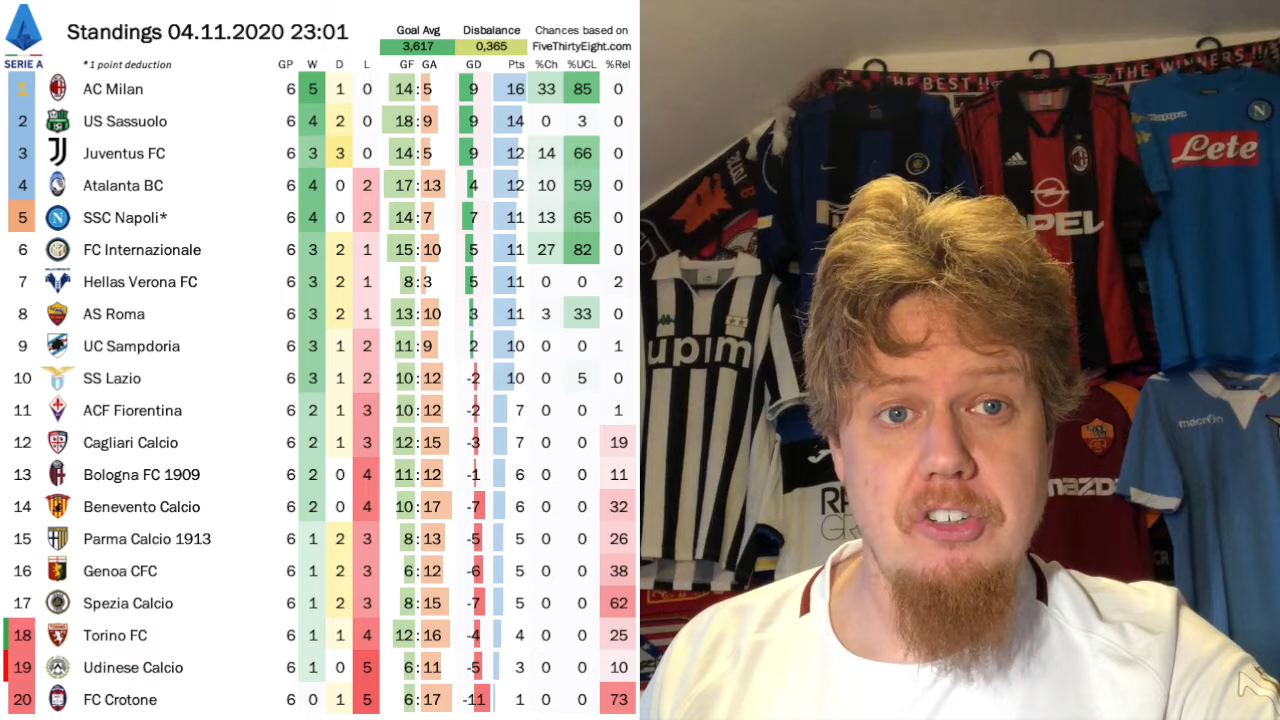 Standings 04.11.2020 23:01
Goal Avg Disbalance Chances based on
3,617 0,365 FiveThirtyEight.com
SERIE A * 1 point deduction GP W D L GF GA GD Pts %Ch %UCL %Rel
1 AC Milan 6 5 1 0 14:5 9 16 33 85 0
2 US Sassuolo 6 4 2 0 18:9 9 14 0 3 0
3 Juventus FC 6 3 3 0 14:5 9 12 14 66 0
4 Atalanta BC 6 4 0 2 17:13 4 12 10 59 0
5 SSC Napoli* 6 4 0 2 14:7 7 11 13 65 0
6 FC Internazionale 6 3 2 1 15:10 5 11 27 82 0
7 Hellas Verona FC 6 3 2 1 8:3 5 11 0 0 2
8 AS Roma 6 3 2 1 13:10 3 11 3 33 0
9 UC Sampdoria 6 3 1 2 11:9 2 10 0 0 1
10 SS Lazio 6 3 1 2 10:12 -2 10 0 5 0
11 ACF Fiorentina 6 2 1 3 10:12 -2 7 0 0 1
12 Cagliari Calcio 6 2 1 3 12:15 -3 7 0 0 19
13 Bologna FC 1909 6 2 0 4 11:12 -1 6 0 0 11
14 Benevento Calcio 6 2 0 4 10:17 -7 6 0 0 32
15 Parma Calcio 1913 6 1 2 3 8:13 -5 5 0 0 26
16 Genoa CFC 6 1 2 3 6:12 -6 5 0 0 38
17 Spezia Calcio 6 1 2 3 8:15 -7 5 0 0 62
18 Torino FC 6 1 1 4 12:16 -4 4 0 0 25
19 Udinese Calcio 6 1 0 5 6:11 -5 3 0 0 10
20 FC Crotone 6 0 1 5 6:17 -11 1 0 0 73
THE BEST !! THE WINNERS !!
Lete
OPEL
upim
macron
mazda